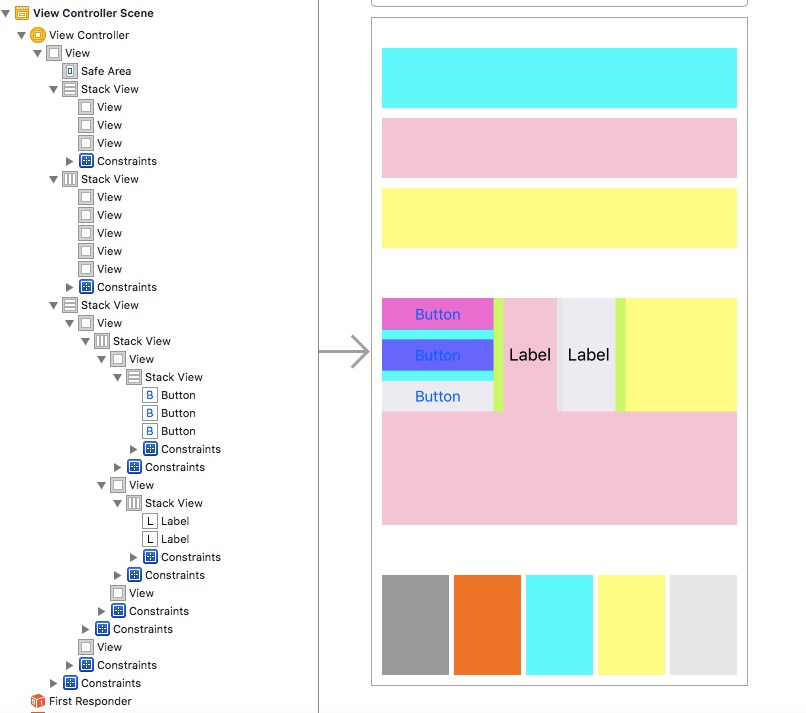 View Controller Scene
View Controller
View
Safe Area
Stack View
View
View
View
Constraints
Stack View
View
View
View
View
View
Constraints
Stack View
View
Stack View
View
Stack View
B Button
B Button
B Button
Constraints
Constraints
View
Stack View
L Label
L Label
Constraints
Constraints
View
Constraints
Constraints
View
Constraints
Constraints
First Responder
Button
Button
Label Label
Button